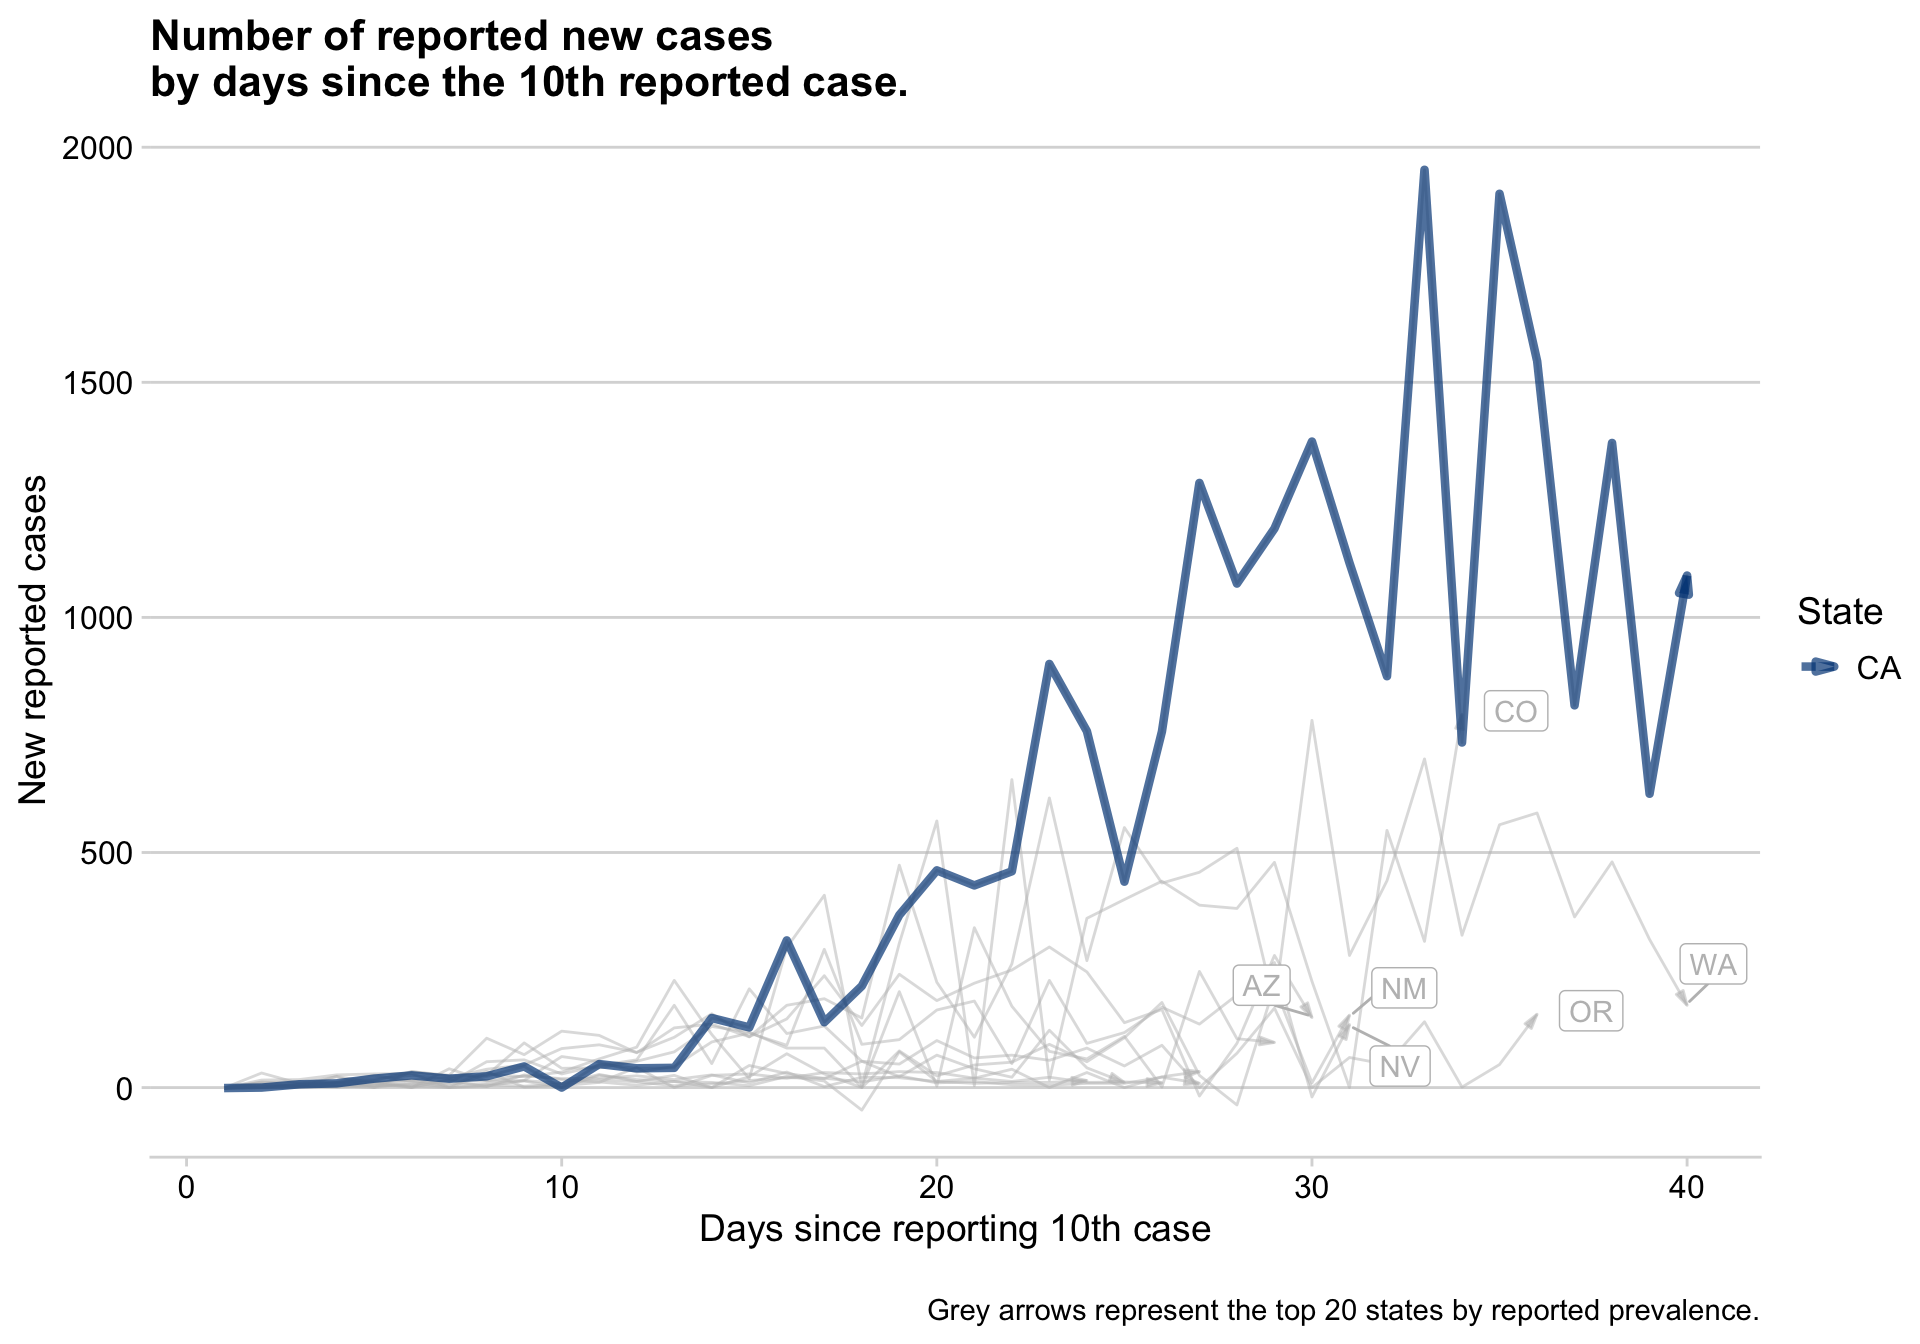 Number of reported new cases
by days since the 10th reported case.
2000
1500
1000
500
0
New reported cases
CO
WA
AZ
NM
OR
NV
State
CA
0
10
20
30
40
Days since reporting 10th case
Grey arrows represent the top 20 states by reported prevalence.